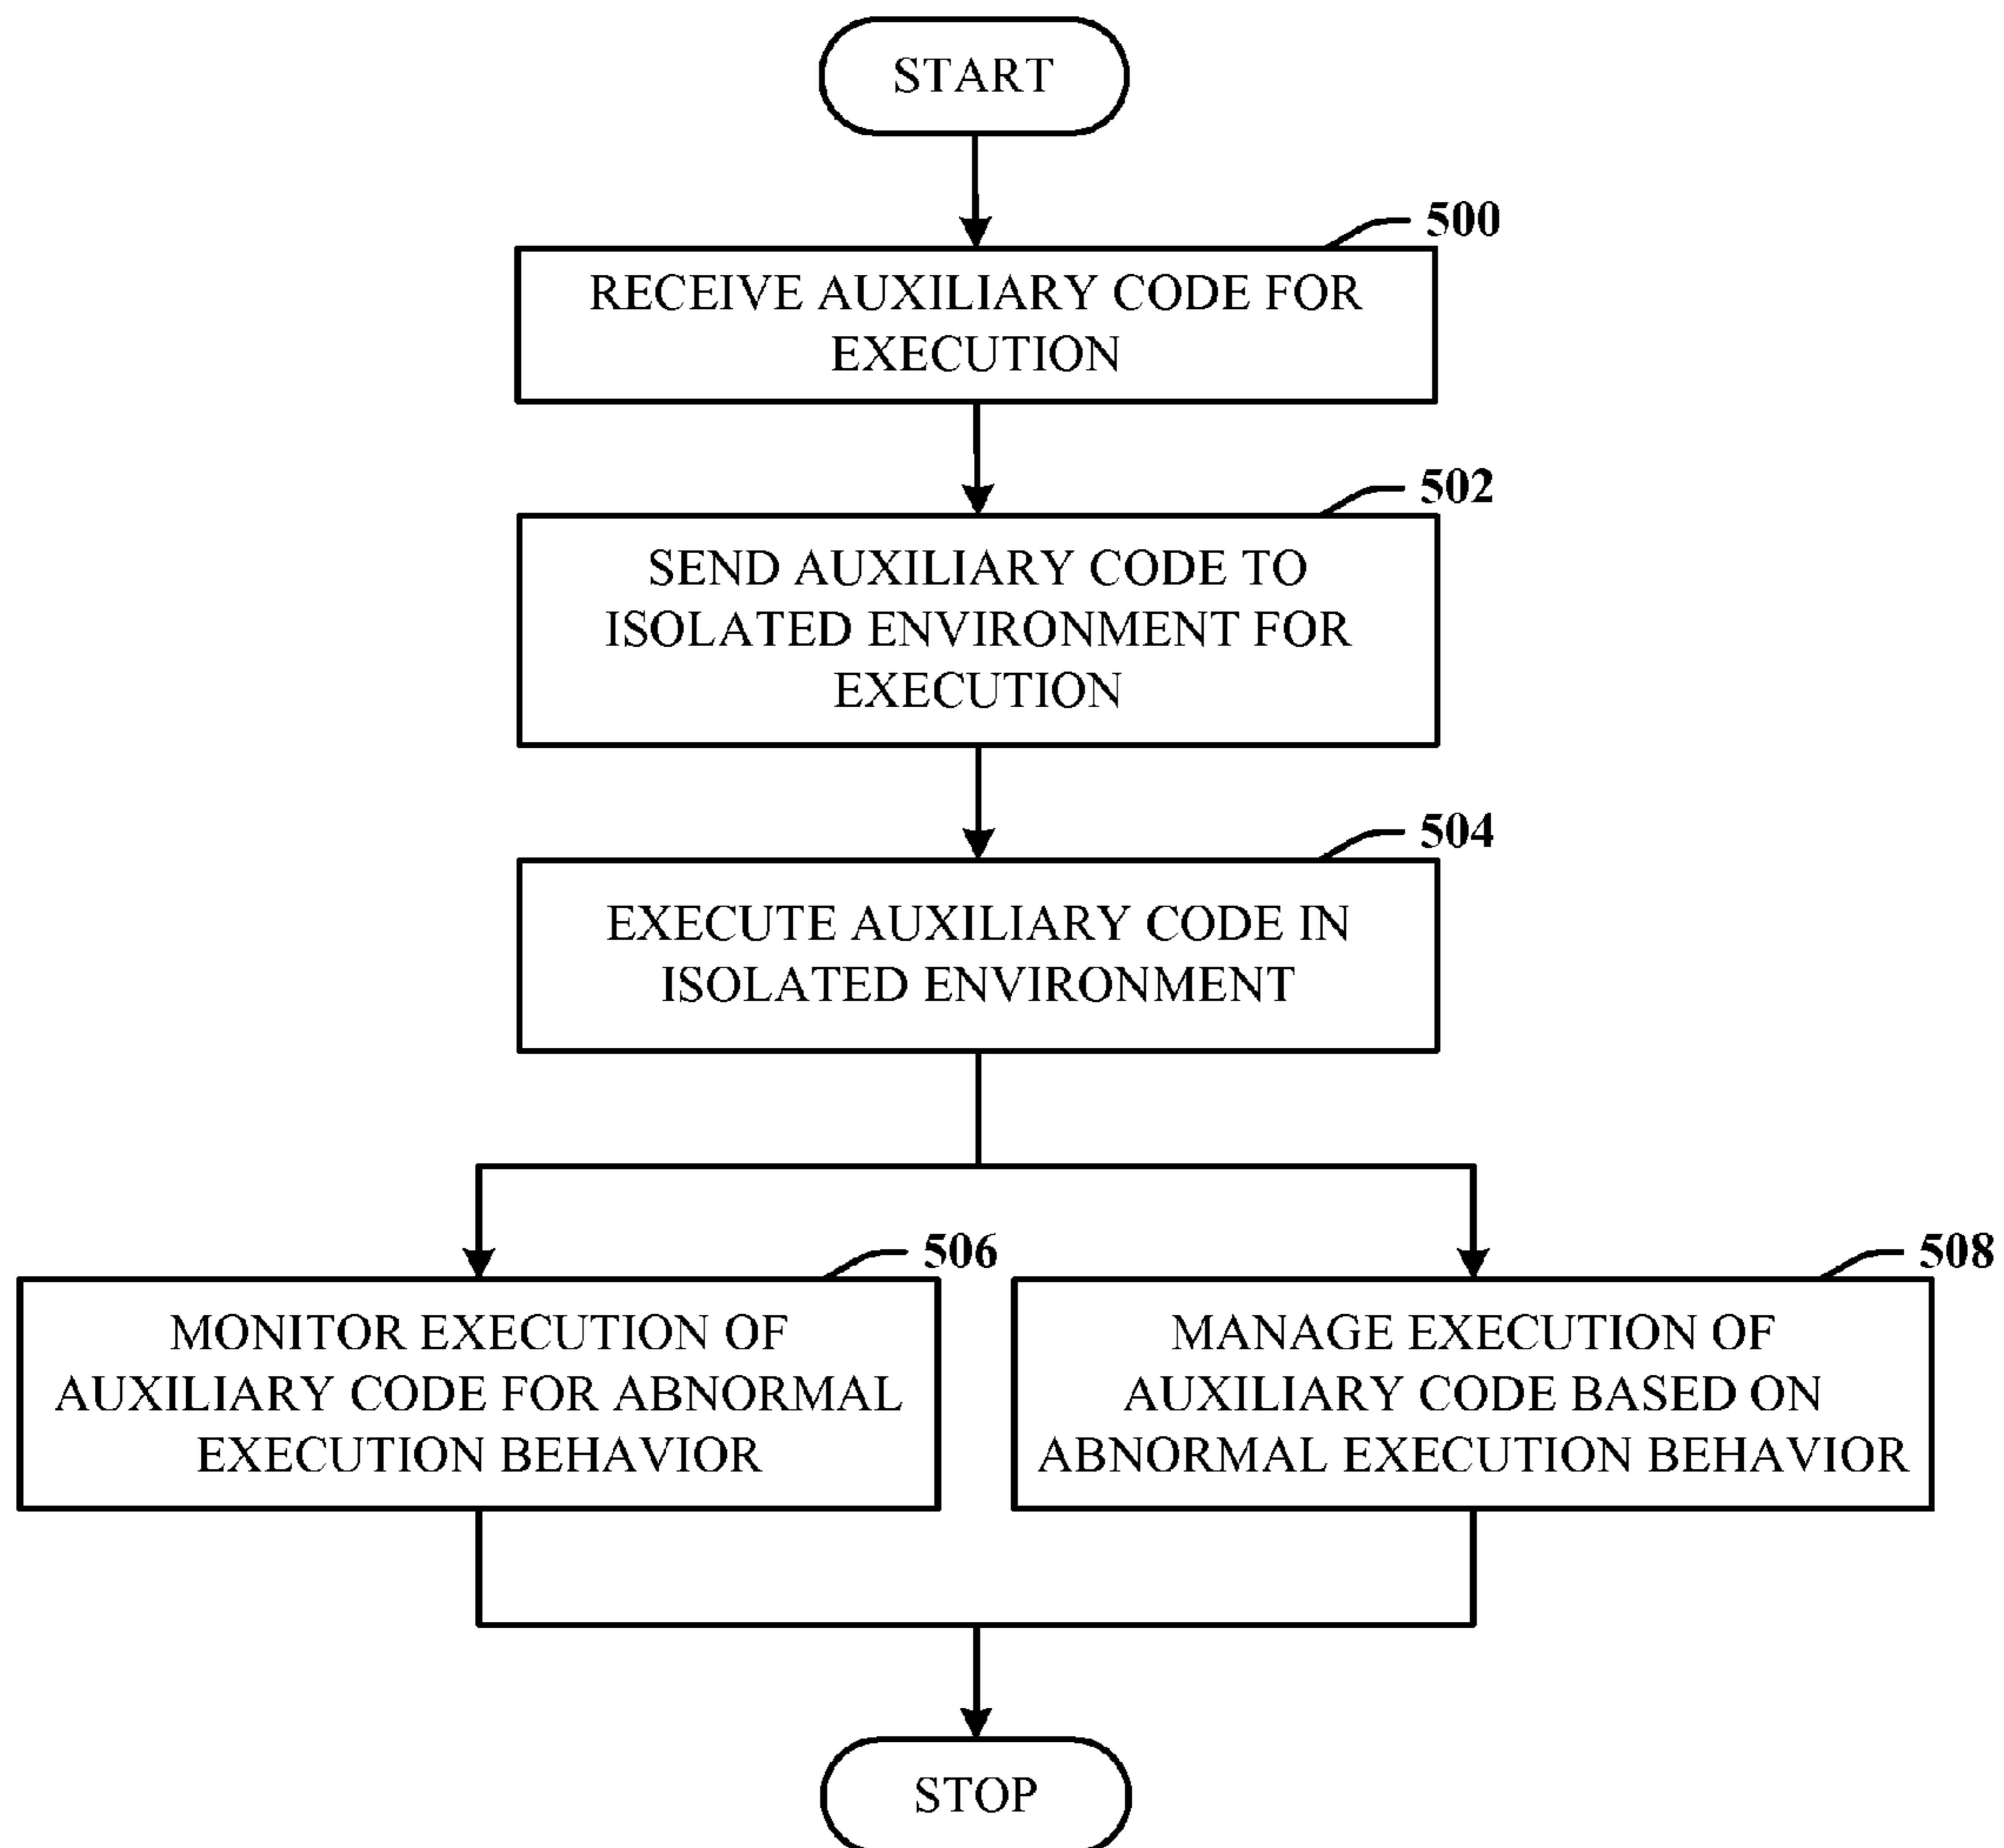 START
500
RECEIVE AUXILIARY CODE FOR
EXECUTION
502
SEND AUXILIARY CODE TO
ISOLATED ENVIRONMENT FOR
EXECUTION
504
EXECUTE AUXILIARY CODE IN
ISOLATED ENVIRONMENT
506
MONITOR EXECUTION OF
AUXILIARY CODE FOR ABNORMAL
EXECUTION BEHAVIOR
508
MANAGE EXECUTION OF
AUXILIARY CODE BASED ON
ABNORMAL EXECUTION BEHAVIOR
STOP